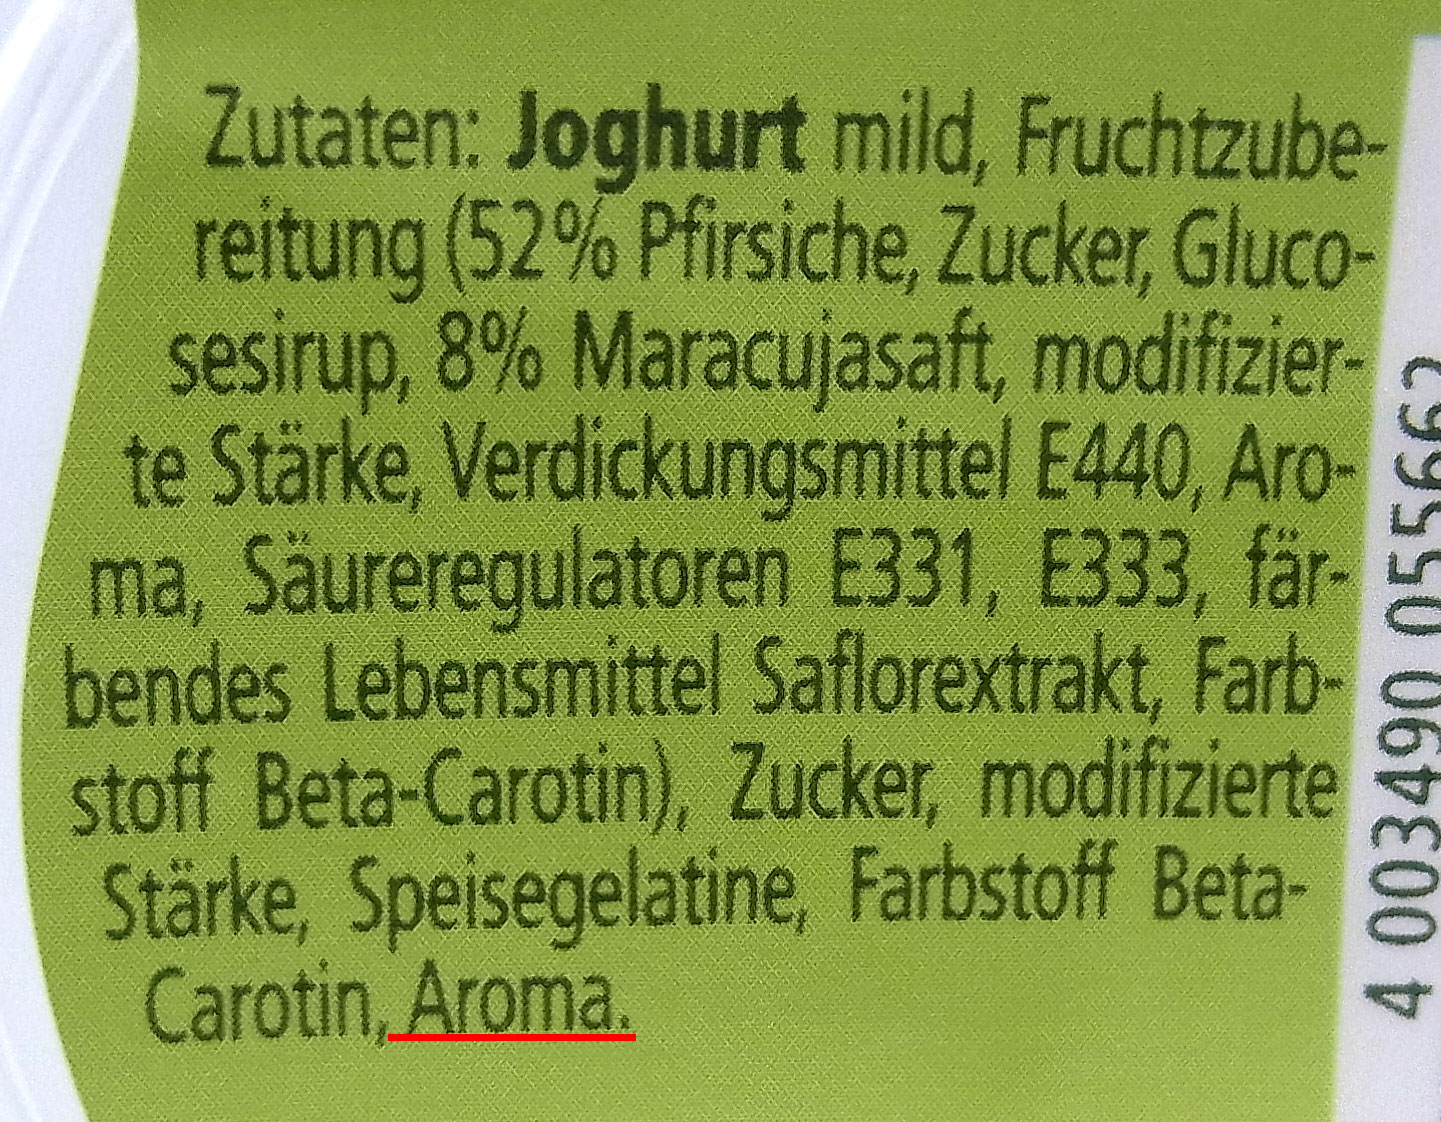 Zutaten: Joghurt mild, Fruchtzube-
reitung (52% Pfirsiche, Zucker, Gluco-
sesirup, 8% Maracujasaft, modifizier-
te Stärke, Verdickungsmittel E440, Aro-
ma, Säureregulatoren E331, E333, fär-
bendes Lebensmittel Saflorextrakt, Farb-
stoff Beta-Carotin), Zucker, modifizierte
Stärke, Speisegelatine, Farbstoff Beta-
Carotin, Aroma.
4 003490 055662